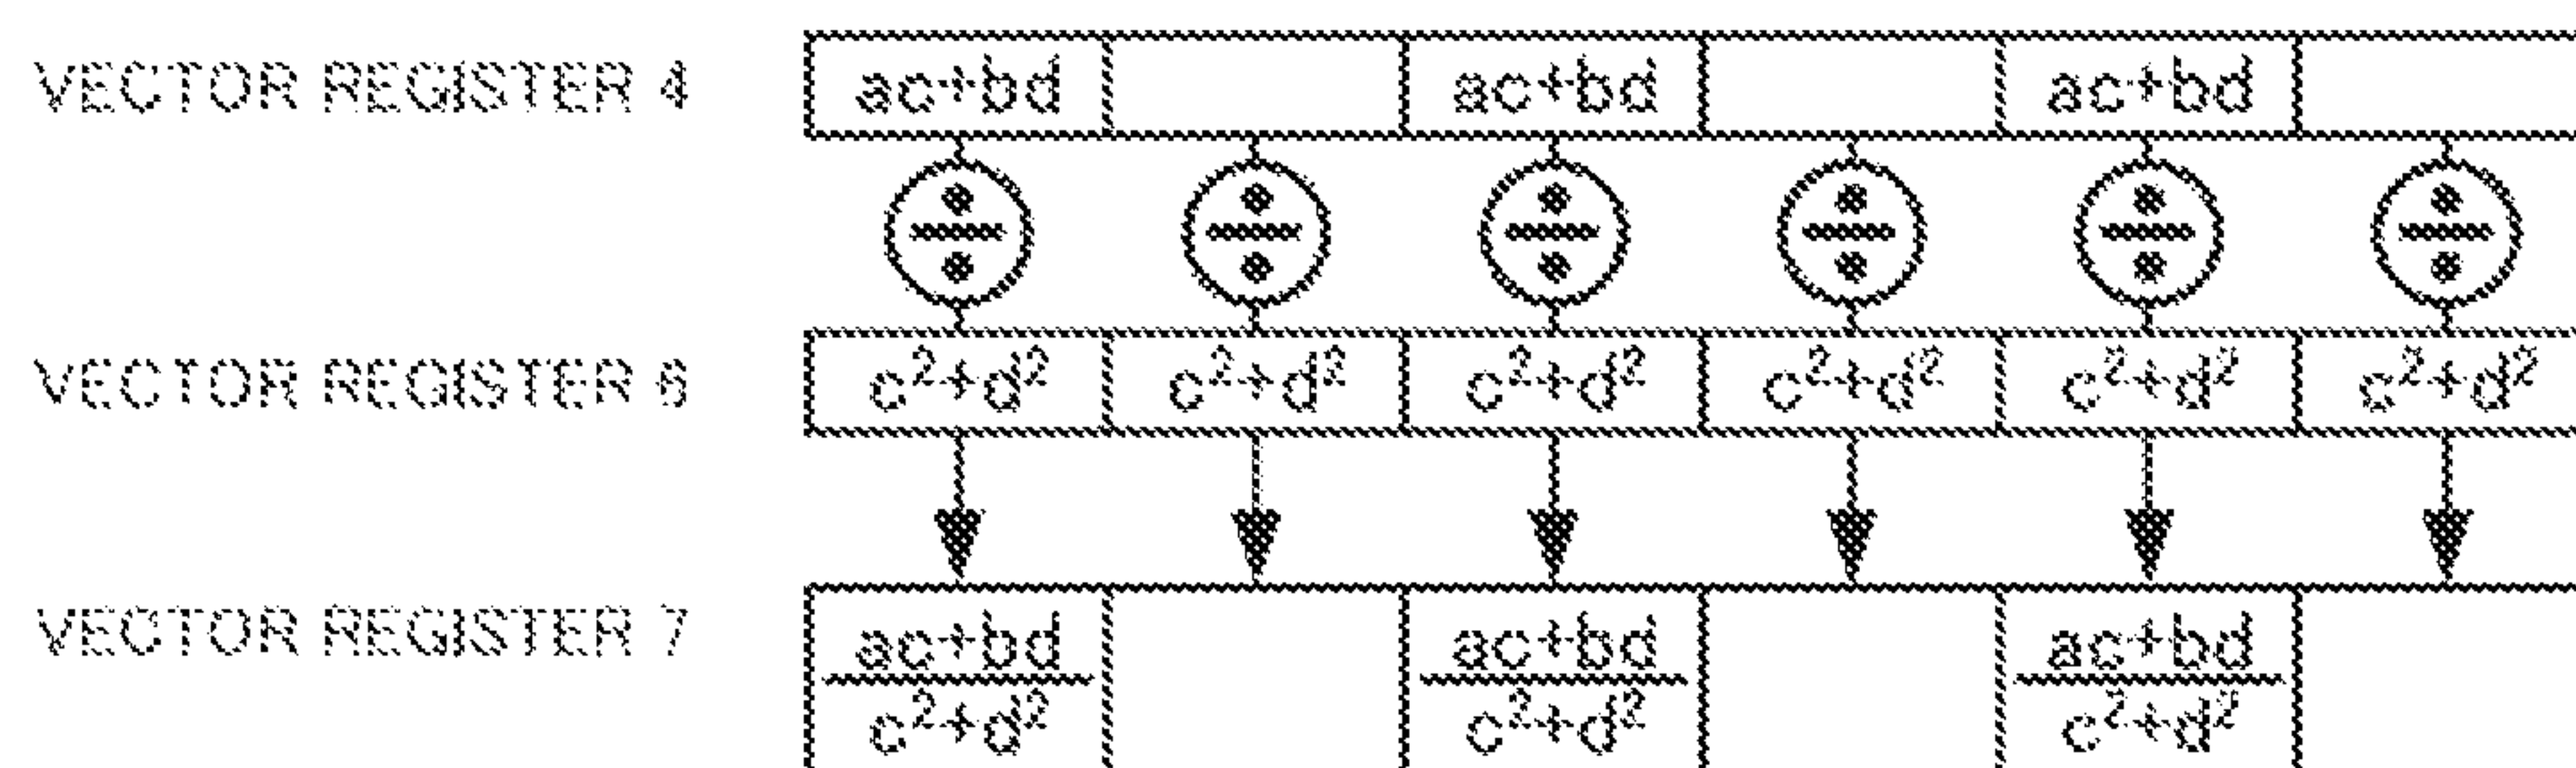 VECTOR REGISTER 4 ac+bd ac+bd ac+bd
÷ ÷ ÷ ÷ ÷ ÷
VECTOR REGISTER 6 c²+d² c²+d² c²+d² c²+d² c²+d² c²+d²
VECTOR REGISTER 7 ac+bd ac+bd ac+bd
c²+d² c²+d² c²+d²